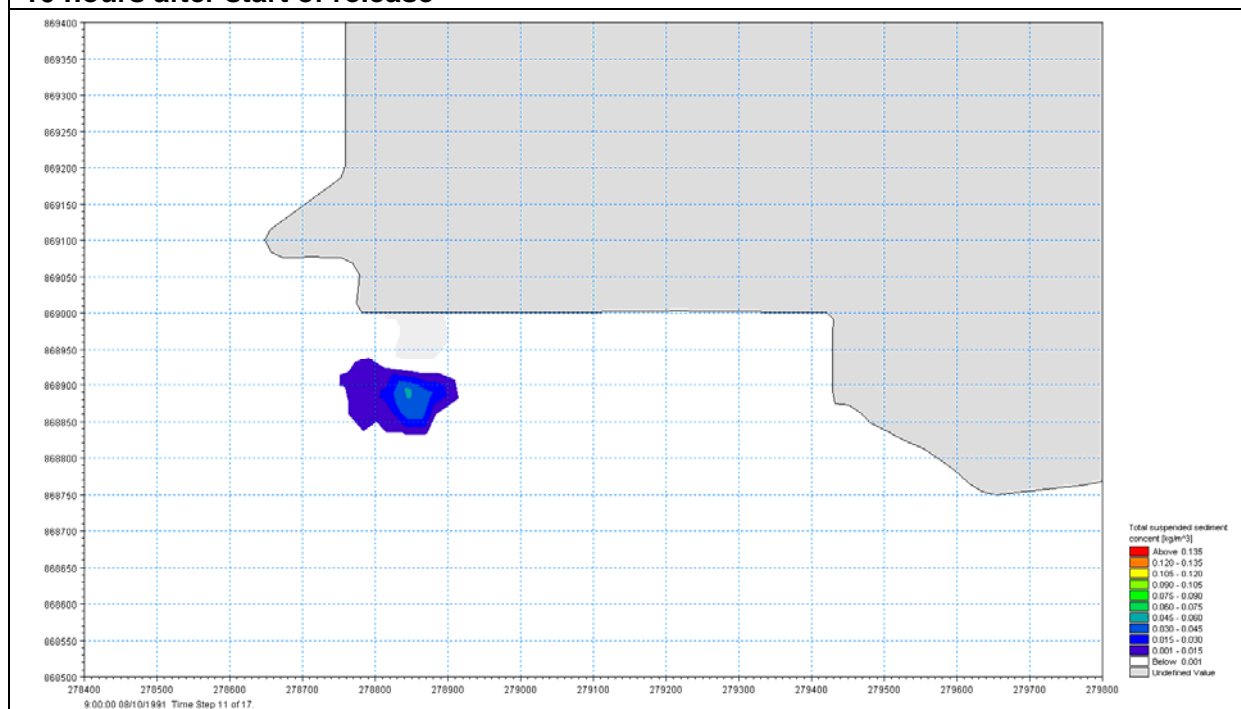 10 hours after start of release
869400
869350
869300
869250
869200
869150
869100
869050
869000
868950
868900
868850
868800
868750
868700
868650
868600
868550
868500
278400 278500 278600 278700 278800 278900 279000 279100 279200 279300 279400 279500 279600 279700 279800
9:00:00 08/10/1991 Time Step 11 of 17.
Total suspended sediment
concent [kg/m^3]
Above 0.135
0.120 - 0.135
0.105 - 0.120
0.090 - 0.105
0.075 - 0.090
0.060 - 0.075
0.045 - 0.060
0.030 - 0.045
0.015 - 0.030
0.001 - 0.015
Below 0.001
Undefined Value